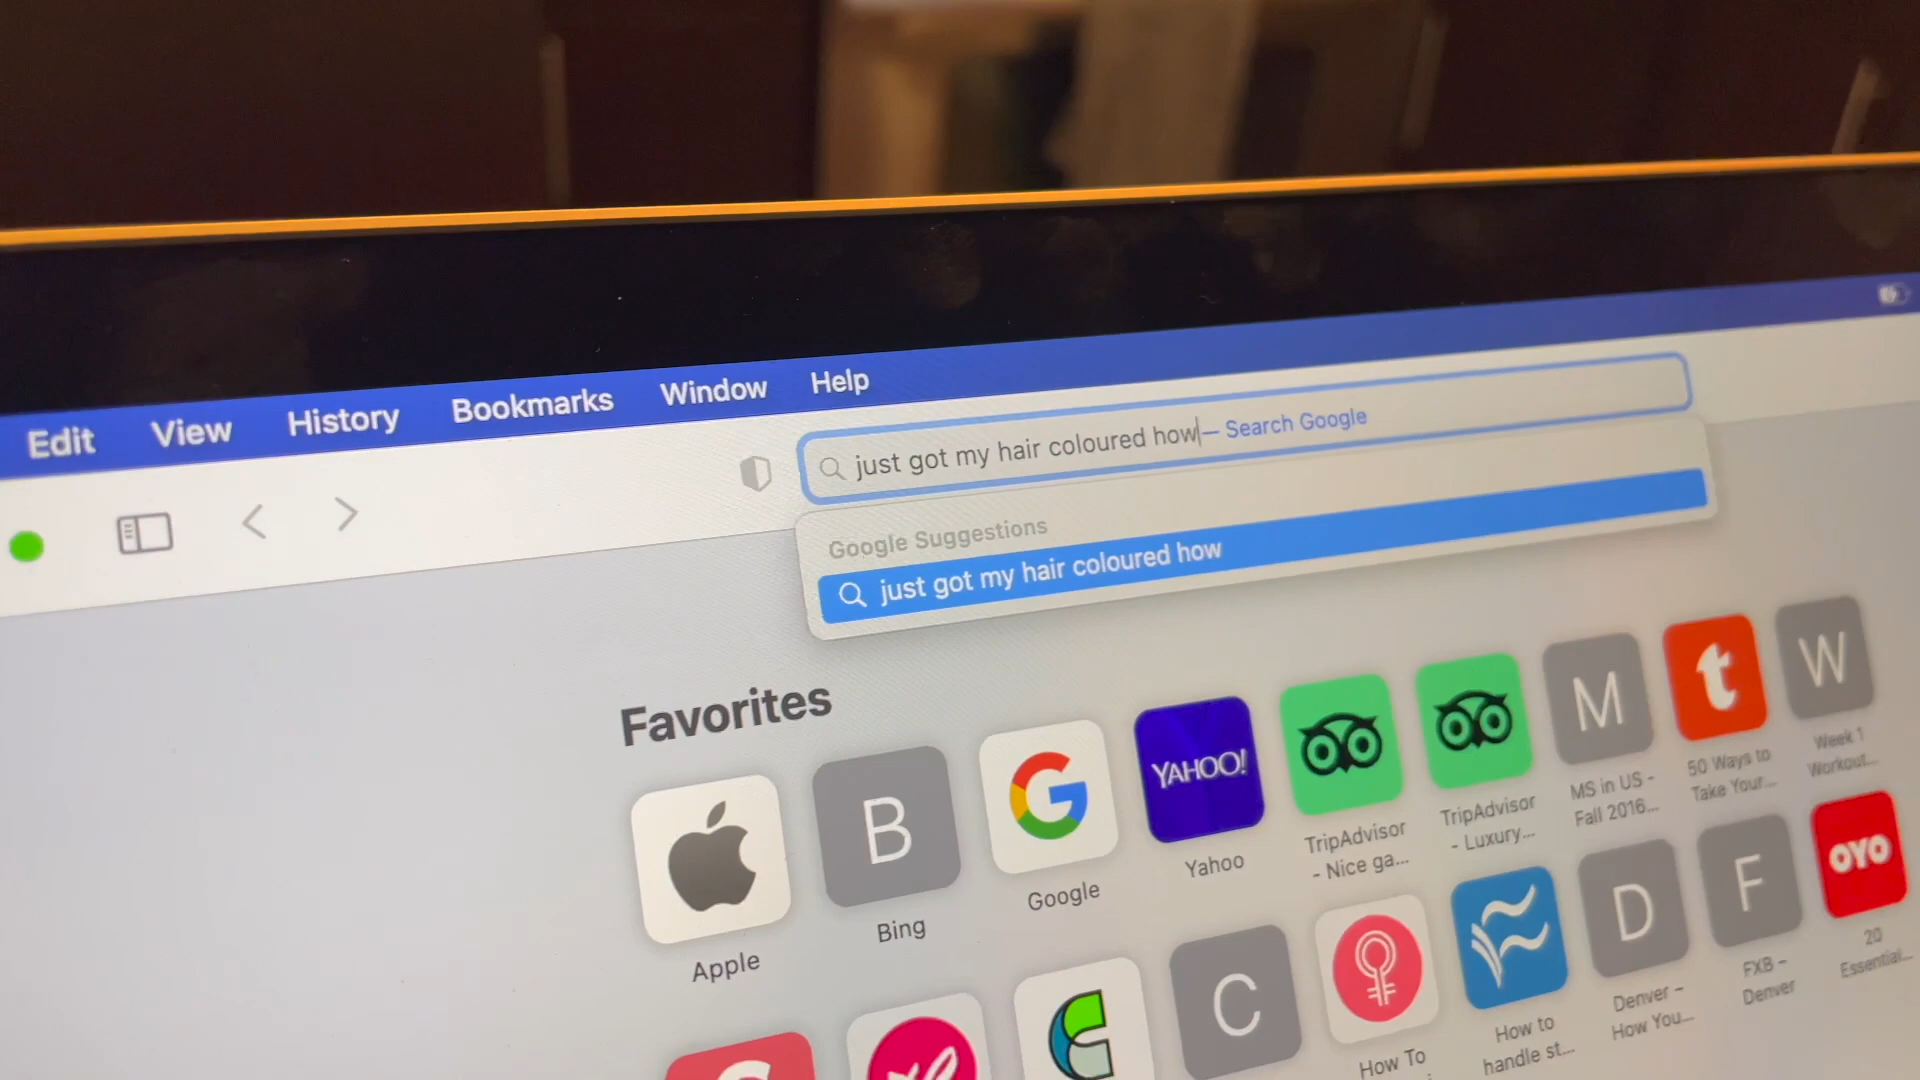 Edit View History Bookmarks Window Help
just got my hair coloured how — Search Google
Google Suggestions
just got my hair coloured how
Favorites
B
YAHOO!
M
t
W
Apple
Bing
Google
Yahoo
TripAdvisor
- Nice ga...
TripAdvisor
- Luxury...
MS in US -
Fall 2016...
50 Ways to
Take Your...
Week 1
Workout...
C
D
F
OYO
How To
How to
handle st...
Denver –
How You...
FXB –
Denver
20
Essential...